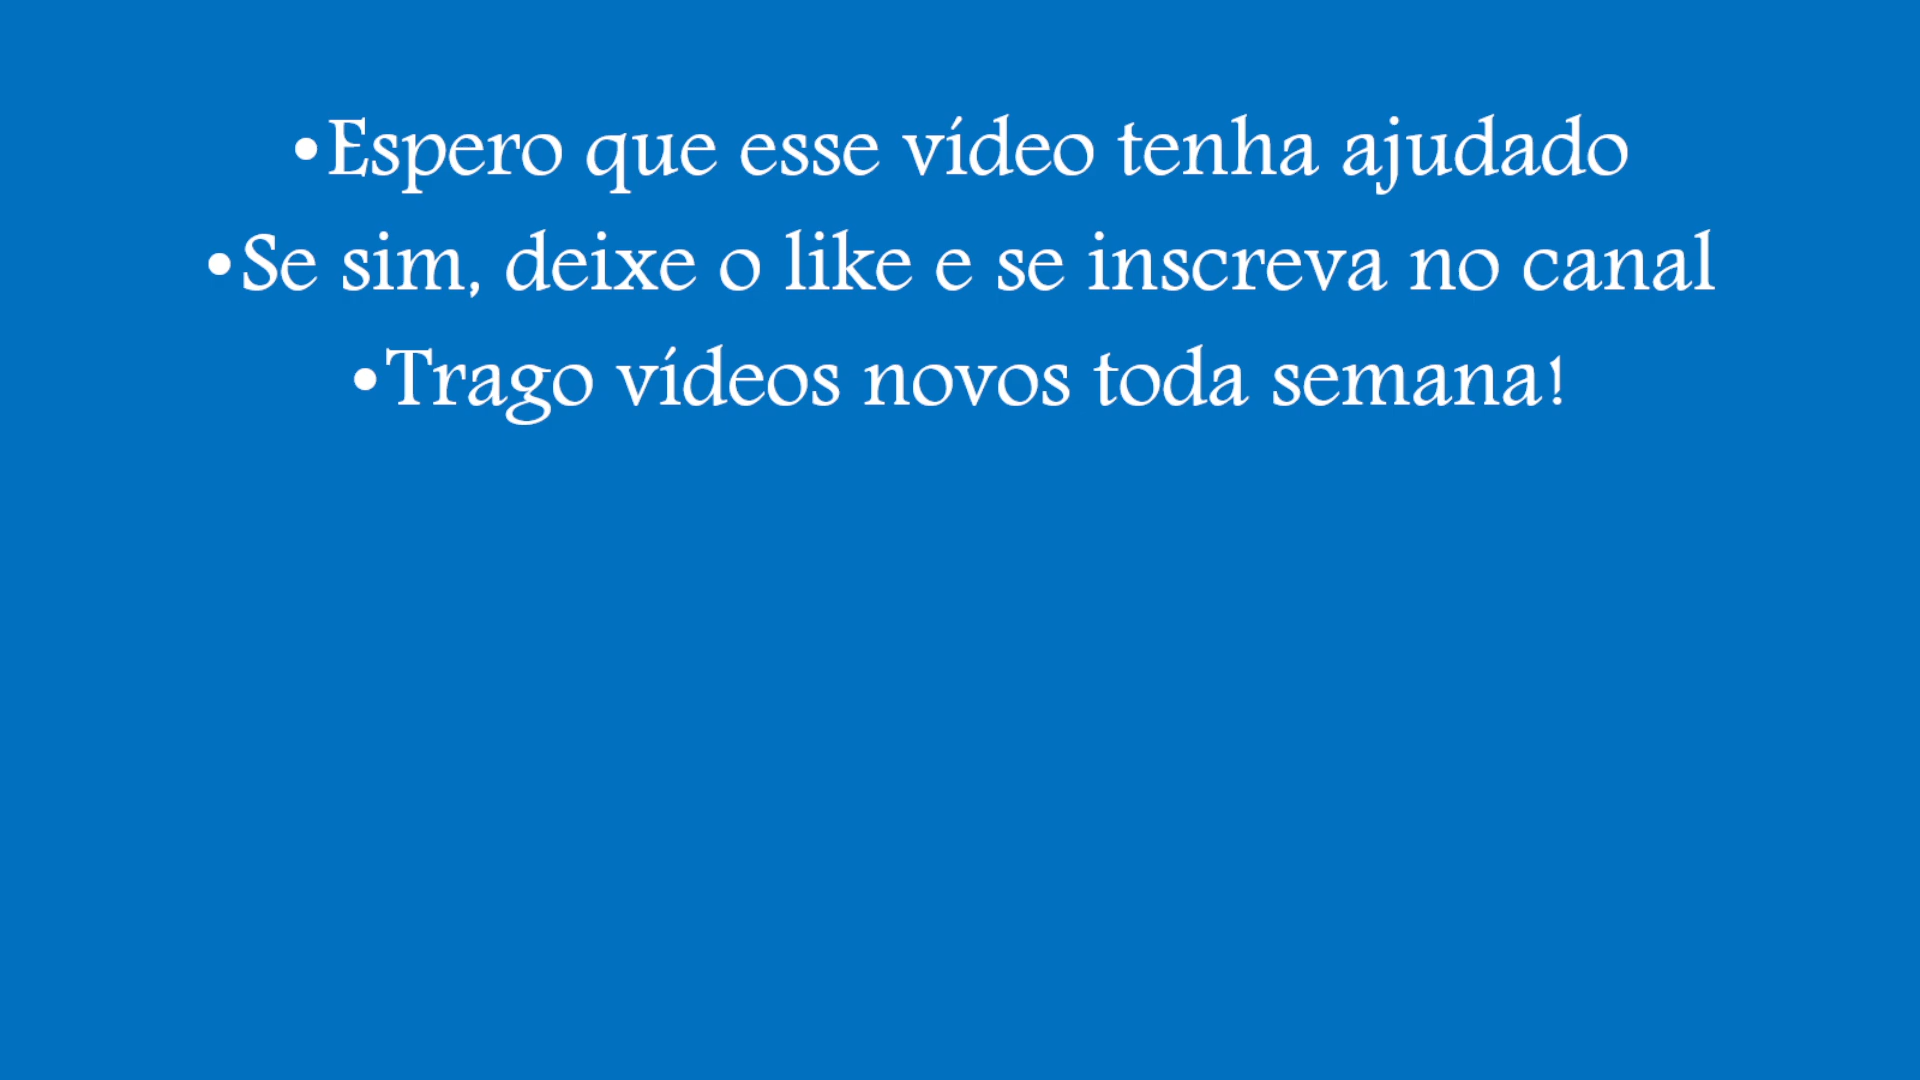 •Espero que esse vídeo tenha ajudado
•Se sim, deixe o like e se inscreva no canal
•Trago vídeos novos toda semana!